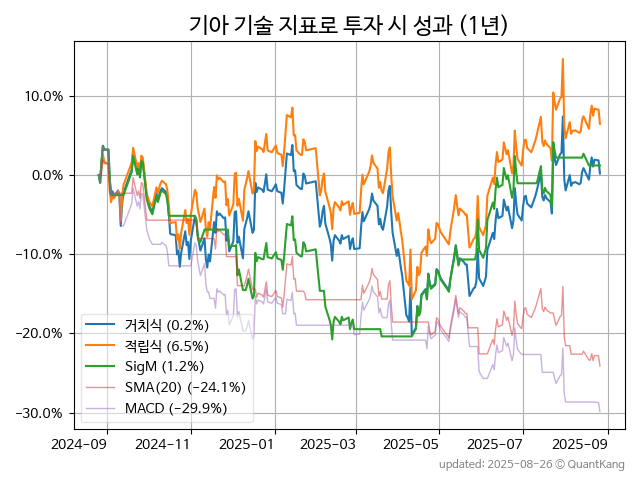 기아 기술 지표로 투자 시 성과 (1년)
10.0%
0.0%
−10.0%
−20.0%
−30.0%
거치식 (0.2%)
적립식 (6.5%)
SigM (1.2%)
SMA(20) (−24.1%)
MACD (−29.9%)
2024-09 2024-11 2025-01 2025-03 2025-05 2025-07 2025-09
updated: 2025-08-26 © QuantKang